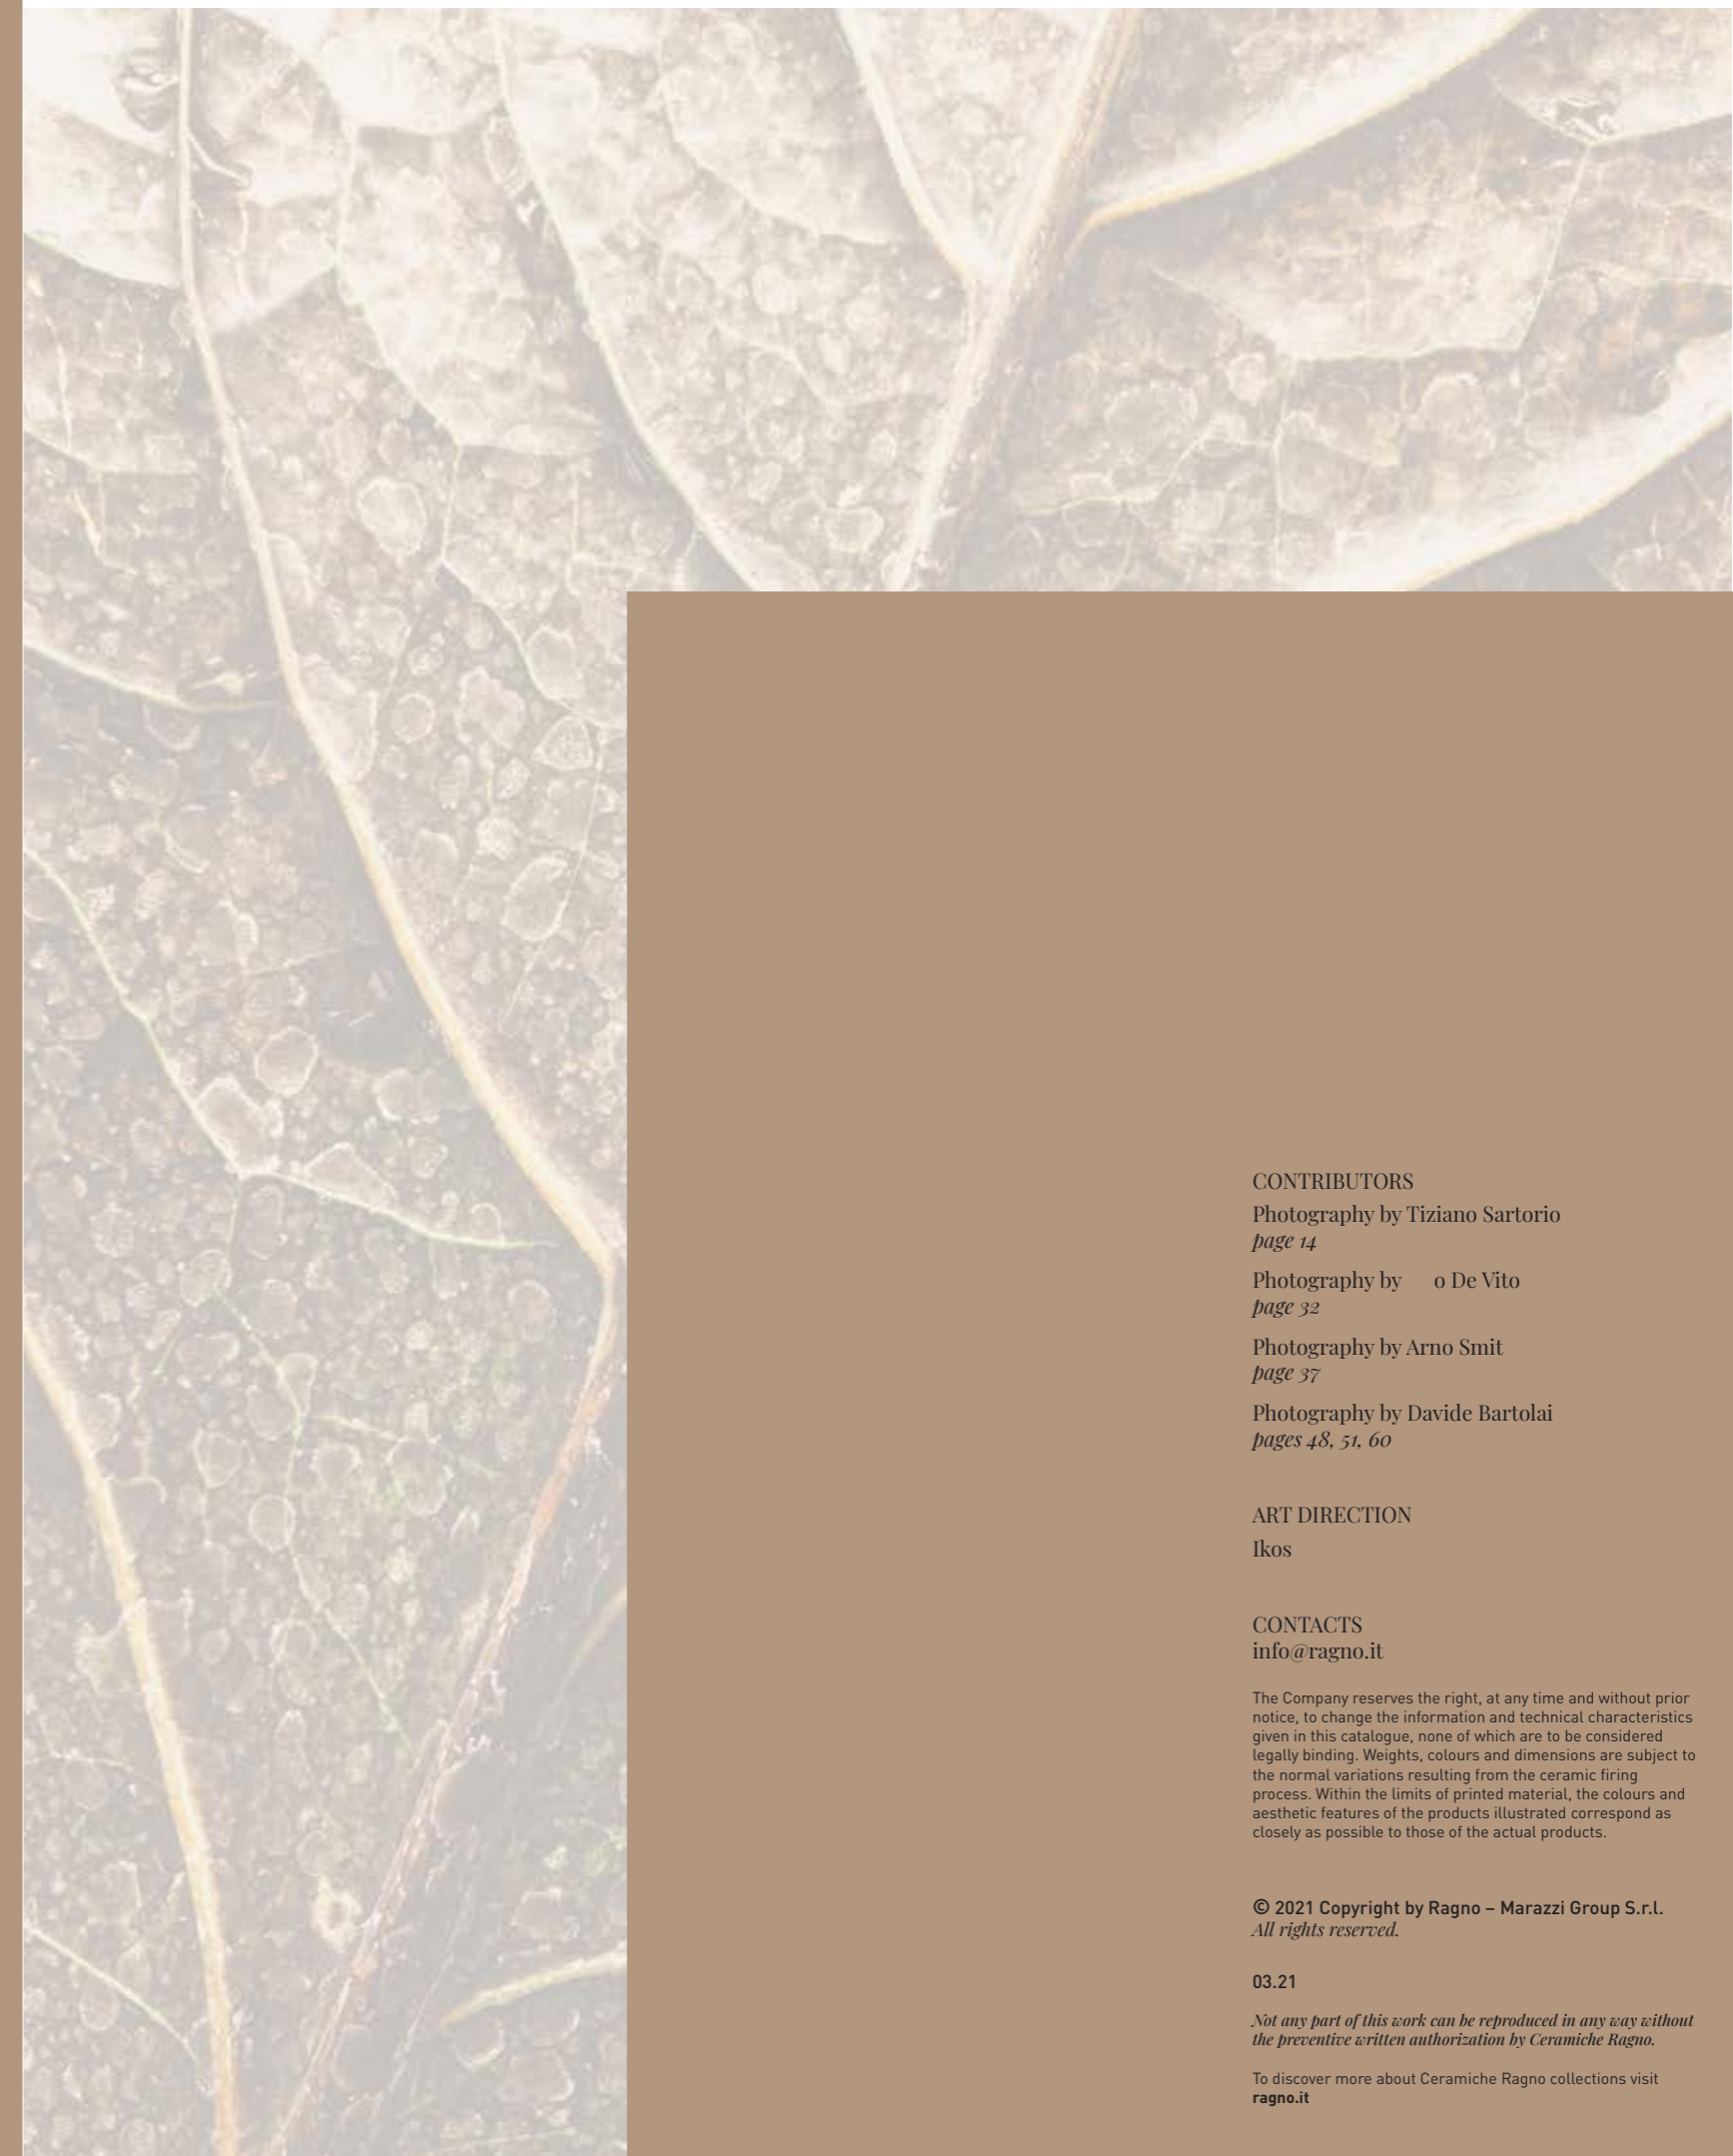 CONTRIBUTORS
Photography by Tiziano Sartorio
page 14
Photography by o De Vito
page 32
Photography by Arno Smit
page 37
Photography by Davide Bartolai
pages 48, 51, 60
ART DIRECTION
Ikos
CONTACTS
info@ragno.it
The Company reserves the right, at any time and without prior
notice, to change the information and technical characteristics
given in this catalogue, none of which are to be considered
legally binding. Weights, colours and dimensions are subject to
the normal variations resulting from the ceramic firing
process. Within the limits of printed material, the colours and
aesthetic features of the products illustrated correspond as
closely as possible to those of the actual products.
© 2021 Copyright by Ragno – Marazzi Group S.r.l.
All rights reserved.
03.21
Not any part of this work can be reproduced in any way without
the preventive written authorization by Ceramiche Ragno.
To discover more about Ceramiche Ragno collections visit
ragno.it